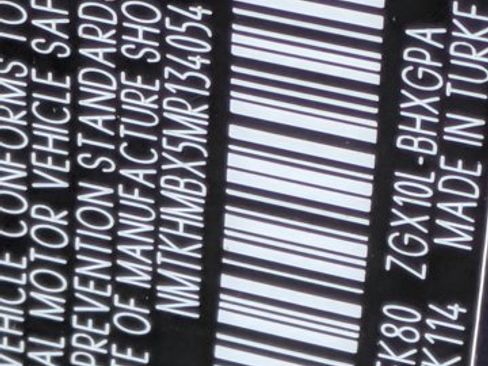 VEHICLE CONFORMS TO
AL MOTOR VEHICLE SAF
PREVENTION STANDARDS
TE OF MANUFACTURE SHO
NMTKHMBX5MR134054
K80 ZGX10L-BHXGPA
K114 MADE IN TURKE